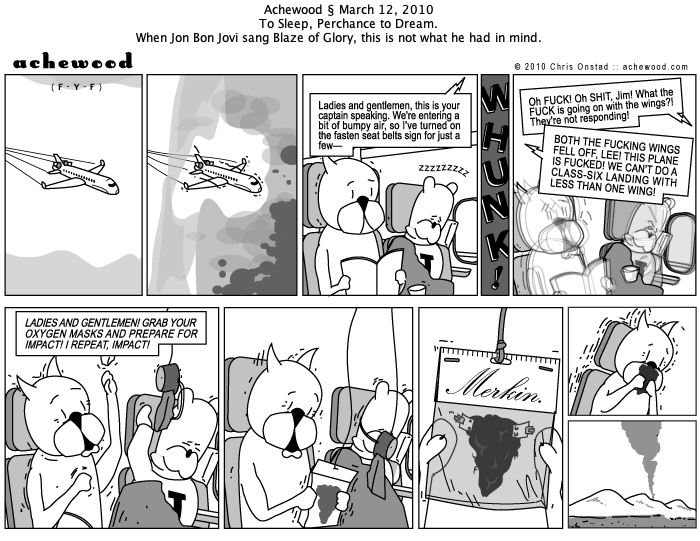 Achewood § March 12, 2010
To Sleep, Perchance to Dream.
When Jon Bon Jovi sang Blaze of Glory, this is not what he had in mind.
achewood
© 2010 Chris Onstad :: achewood.com
(F-Y-F)
Ladies and gentlemen, this is your
captain speaking. We're entering a
bit of bumpy air, so I've turned on
the fasten seat belts sign for just a
few—
zzzzzzzzz
WHUNK!
Oh FUCK! Oh SHIT, Jim! What the
FUCK is going on with the wings?!
They're not responding!
BOTH THE FUCKING WINGS
FELL OFF, LEE! THIS PLANE
IS FUCKED! WE CAN'T DO A
CLASS-SIX LANDING WITH
LESS THAN ONE WING!
T
LADIES AND GENTLEMEN! GRAB YOUR
OXYGEN MASKS AND PREPARE FOR
IMPACT! I REPEAT, IMPACT!
T
Merkin.